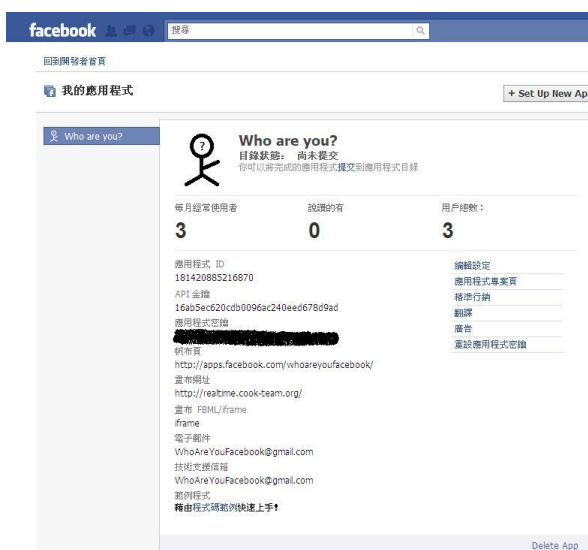 facebook
搜尋
回到開發者首頁
我的應用程式
+ Set Up New Ap
Who are you?
?
Who are you?
目錄狀態: 尚未提交
你可以將完成的應用程式提交到應用程式目錄
每月經常使用者 說讚的有 用戶總數:
3 0 3
應用程式 ID
181420885216870
API 金鑰
16ab5ec620cdb0096ac240eed678d9ad
應用程式密鑰
帆布頁
http://apps.facebook.com/whoareyoufacebook/
畫布網址
http://realtime.cook-team.org/
畫布 FBML/iframe
iframe
電子郵件
WhoAreYouFacebook@gmail.com
技術支援信箱
WhoAreYouFacebook@gmail.com
範例程式
藉由程式碼範例快速上手!
編輯設定
應用程式專案頁
精準行銷
翻譯
廣告
重設應用程式密鑰
Delete App